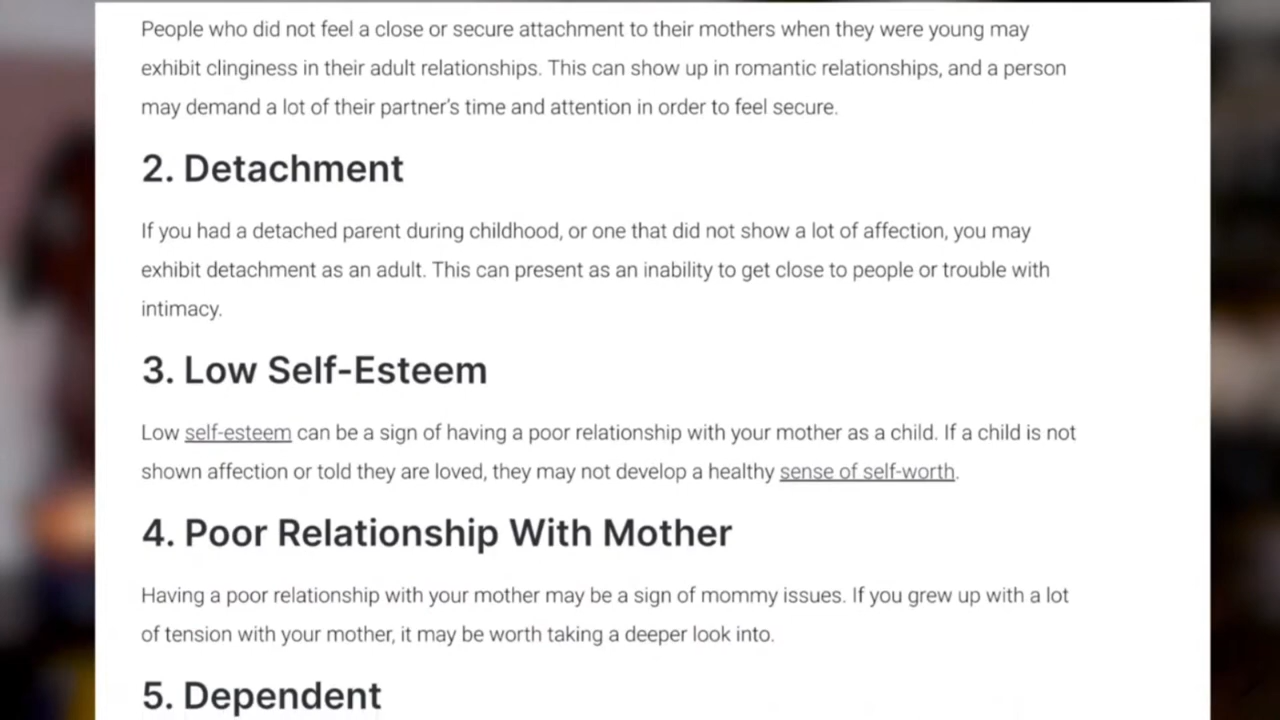 People who did not feel a close or secure attachment to their mothers when they were young may
exhibit clinginess in their adult relationships. This can show up in romantic relationships, and a person
may demand a lot of their partner's time and attention in order to feel secure.
2. Detachment
If you had a detached parent during childhood, or one that did not show a lot of affection, you may
exhibit detachment as an adult. This can present as an inability to get close to people or trouble with
intimacy.
3. Low Self-Esteem
Low self-esteem can be a sign of having a poor relationship with your mother as a child. If a child is not
shown affection or told they are loved, they may not develop a healthy sense of self-worth.
4. Poor Relationship With Mother
Having a poor relationship with your mother may be a sign of mommy issues. If you grew up with a lot
of tension with your mother, it may be worth taking a deeper look into.
5. Dependent